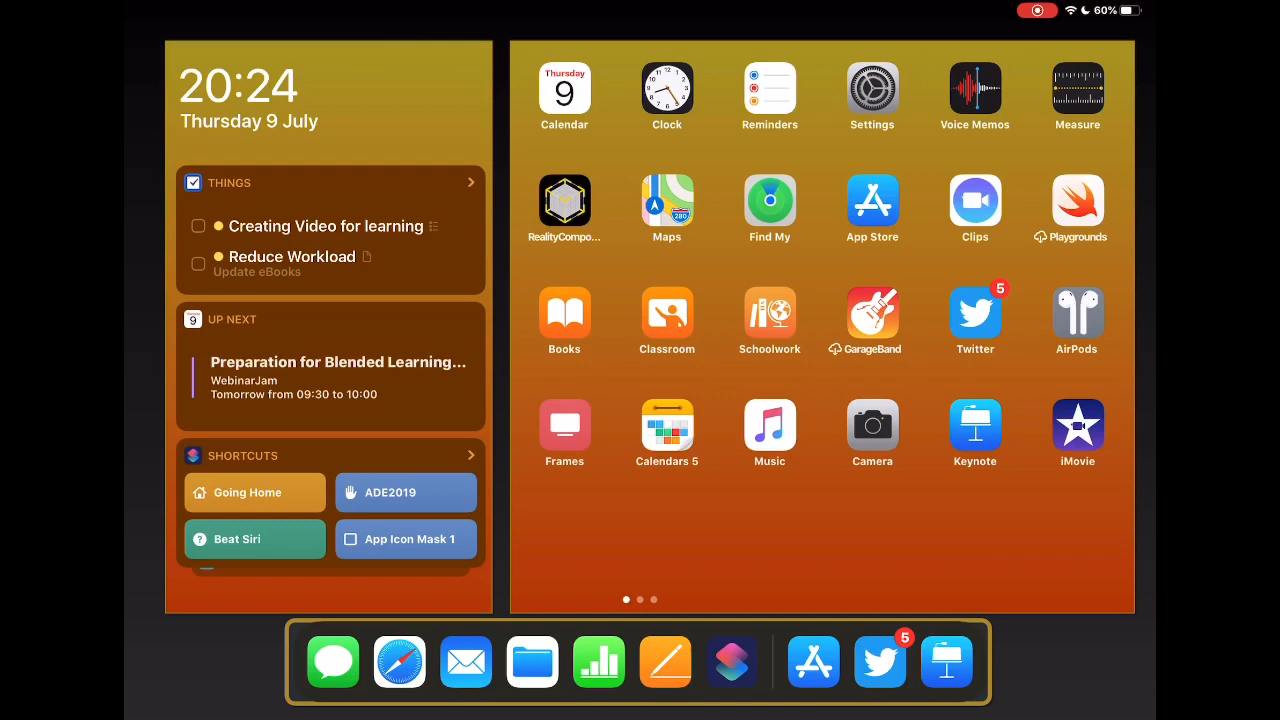 60%
20:24
Thursday 9 July
THINGS
Creating Video for learning
Reduce Workload
Update eBooks
9
UP NEXT
Preparation for Blended Learning...
WebinarJam
Tomorrow from 09:30 to 10:00
SHORTCUTS
Going Home
ADE2019
Beat Siri
App Icon Mask 1
Thursday
9
Calendar
Clock
Reminders
Settings
Voice Memos
Measure
RealityCompo...
280
Maps
Find My
App Store
Clips
Playgrounds
Books
Classroom
Schoolwork
GarageBand
5
Twitter
AirPods
Frames
Calendars 5
Music
Camera
Keynote
iMovie
5